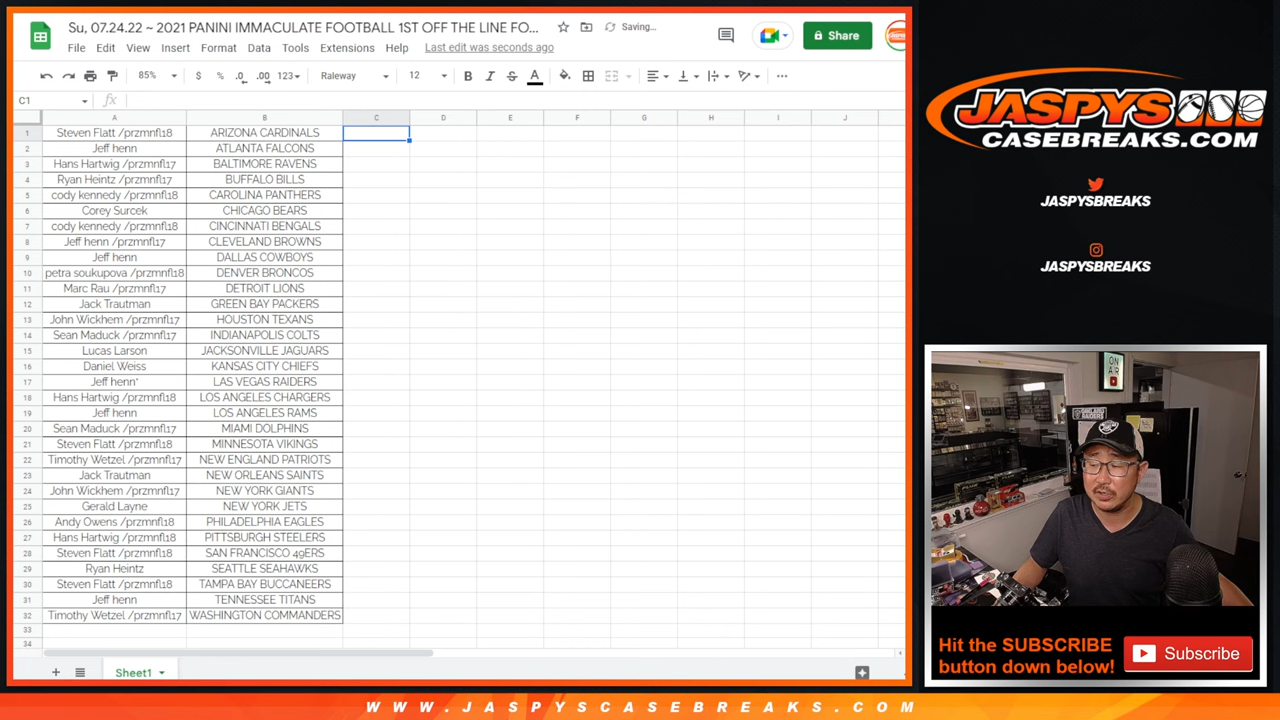 Su, 07.24.22 ~ 2021 PANINI IMMACULATE FOOTBALL 1ST OFF THE LINE FO... Saving...
File Edit View Insert Format Data Tools Extensions Help Last edit was seconds ago
Share
85% $ % .0 .00 123 Raleway 12 B I S A
C1 fx
A B C D E F G H I J
1 Steven Flatt /przmnfl18 ARIZONA CARDINALS
2 Jeff henn ATLANTA FALCONS
3 Hans Hartwig /przmnfl17 BALTIMORE RAVENS
4 Ryan Heintz /przmnfl17 BUFFALO BILLS
5 cody kennedy /przmnfl18 CAROLINA PANTHERS
6 Corey Surcek CHICAGO BEARS
7 cody kennedy /przmnfl18 CINCINNATI BENGALS
8 Jeff henn /przmnfl17 CLEVELAND BROWNS
9 Jeff henn DALLAS COWBOYS
10 petra soukupova /przmnfl18 DENVER BRONCOS
11 Marc Rau /przmnfl17 DETROIT LIONS
12 Jack Trautman GREEN BAY PACKERS
13 John Wickhem /przmnfl17 HOUSTON TEXANS
14 Sean Maduck /przmnfl17 INDIANAPOLIS COLTS
15 Lucas Larson JACKSONVILLE JAGUARS
16 Daniel Weiss KANSAS CITY CHIEFS
17 Jeff henn* LAS VEGAS RAIDERS
18 Hans Hartwig /przmnfl18 LOS ANGELES CHARGERS
19 Jeff henn LOS ANGELES RAMS
20 Sean Maduck /przmnfl17 MIAMI DOLPHINS
21 Steven Flatt /przmnfl18 MINNESOTA VIKINGS
22 Timothy Wetzel /przmnfl17 NEW ENGLAND PATRIOTS
23 Jack Trautman NEW ORLEANS SAINTS
24 John Wickhem /przmnfl17 NEW YORK GIANTS
25 Gerald Layne NEW YORK JETS
26 Andy Owens /przmnfl18 PHILADELPHIA EAGLES
27 Hans Hartwig /przmnfl18 PITTSBURGH STEELERS
28 Steven Flatt /przmnfl18 SAN FRANCISCO 49ERS
29 Ryan Heintz SEATTLE SEAHAWKS
30 Steven Flatt /przmnfl18 TAMPA BAY BUCCANEERS
31 Jeff henn TENNESSEE TITANS
32 Timothy Wetzel /przmnfl17 WASHINGTON COMMANDERS
33
34
Sheet1
JASPYS
CASEBREAKS.COM
JASPYSBREAKS
JASPYSBREAKS
ON
AIR
Hit the SUBSCRIBE
button down below!
Subscribe
WWW.JASPYSCASEBREAKS.COM